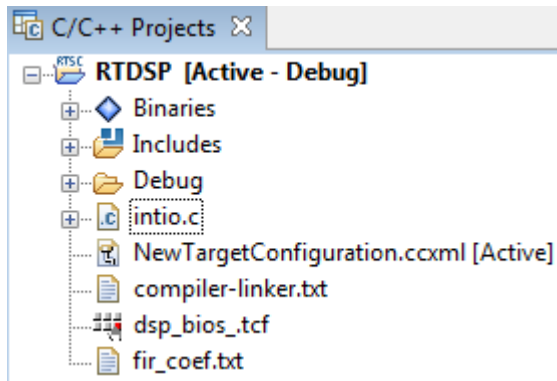 C/C++ Projects
RTSC RTDSP [Active - Debug]
Binaries
Includes
Debug
.c intio.c
NewTargetConfiguration.ccxml [Active]
compiler-linker.txt
dsp_bios_.tcf
fir_coef.txt